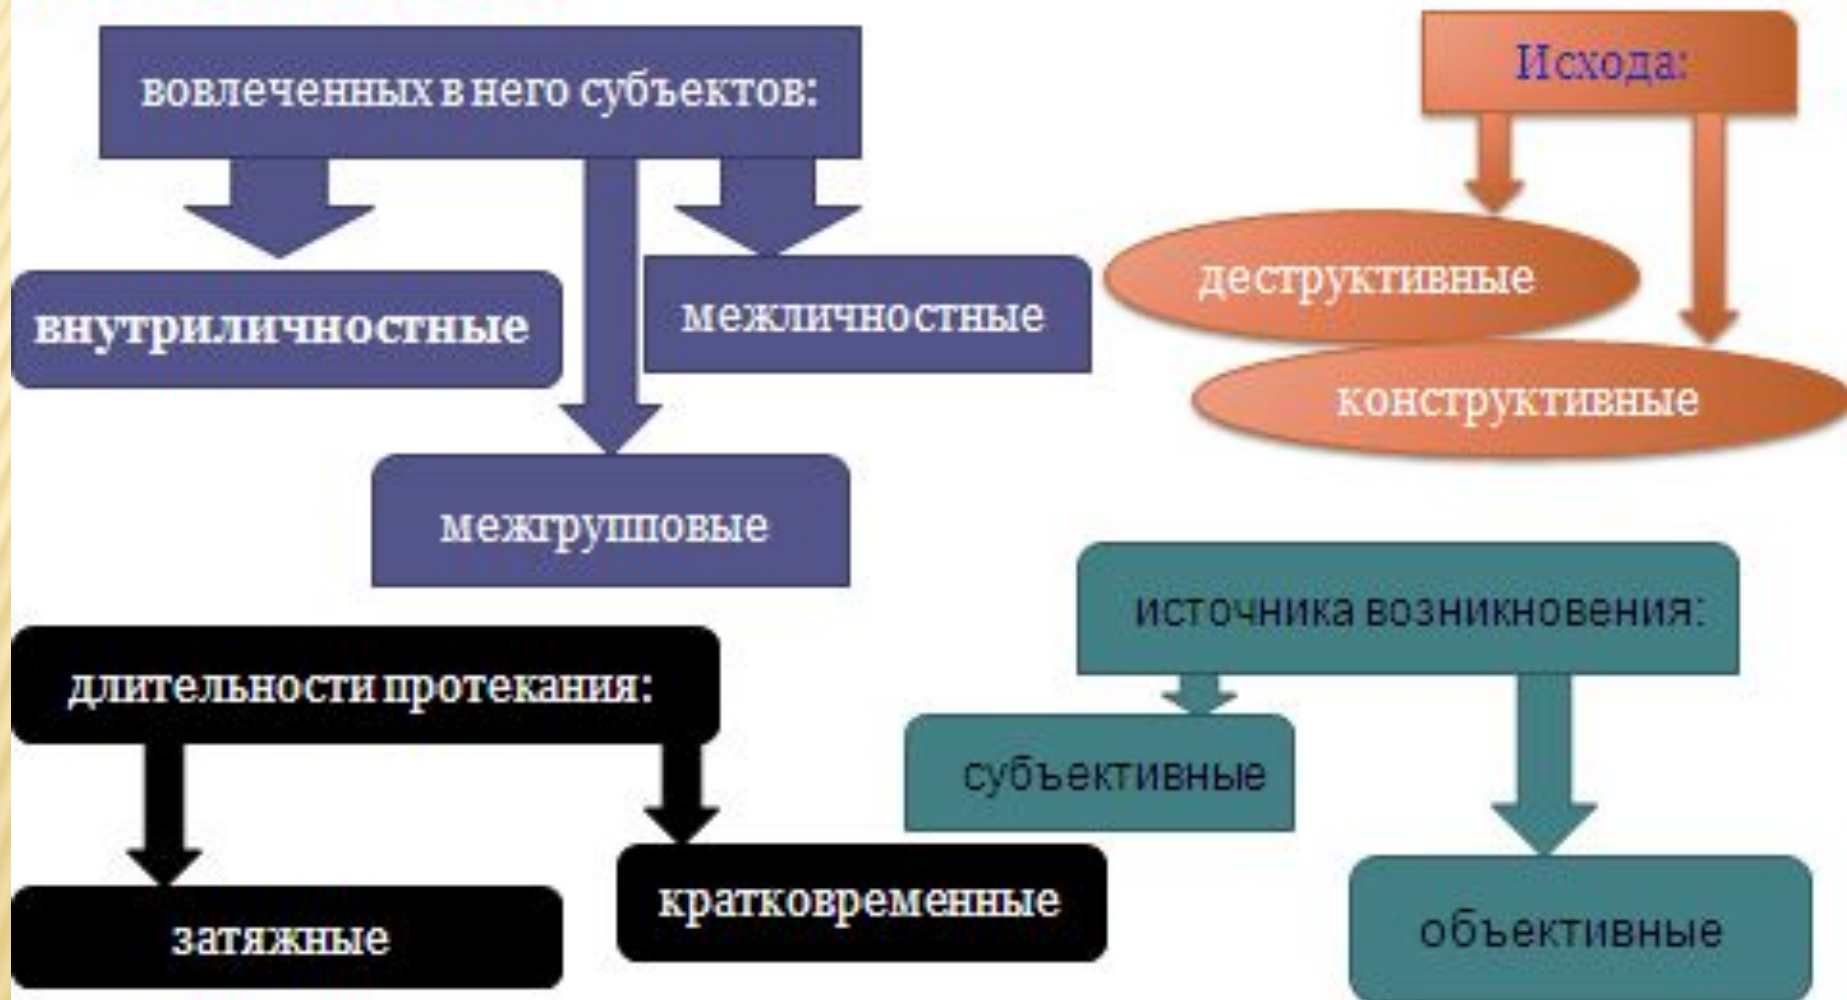 вовлеченных в него субъектов:
внутриличностные
межличностные
межгрупповые
Исхода:
деструктивные
конструктивные
длительности протекания:
затяжные
кратковременные
источника возникновения:
субъективные
объективные